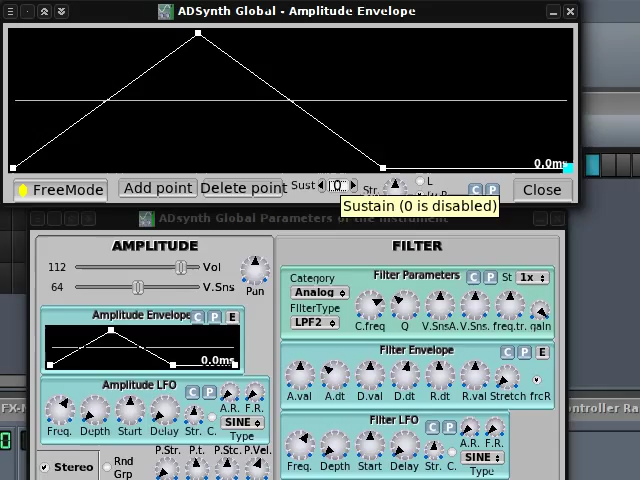 ADSynth Global - Amplitude Envelope
0.0ms
FreeMode
Add point
Delete point
Sust
0
Str.
L
C
P
Close
Sustain (0 is disabled)
ADsynth Global Parameters of the Instrument
AMPLITUDE
112
Vol
64
V.Sns
Pan
Amplitude Envelope
C
P
E
0.0ms
Amplitude LFO
C
P
A.R.
F.R.
Freq.
Depth
Start
Delay
Str.
C.
SINE
Type
Stereo
Rnd
Grp
P.Str.
P.t.
P.Stc.
P.Vel.
FILTER
Category
Analog
FilterType
LPF2
Filter Parameters
C
P
St
1x
C.freq
Q
V.SnsA.
V.Sns.
freq.tr.
gain
Filter Envelope
C
P
E
A.val
A.dt
D.val
D.dt
R.dt
R.val
Stretch
frcR
Filter LFO
C
P
A.R.
F.R.
Freq.
Depth
Start
Delay
Str.
C.
SINE
Type
FX-
ontroller Ra